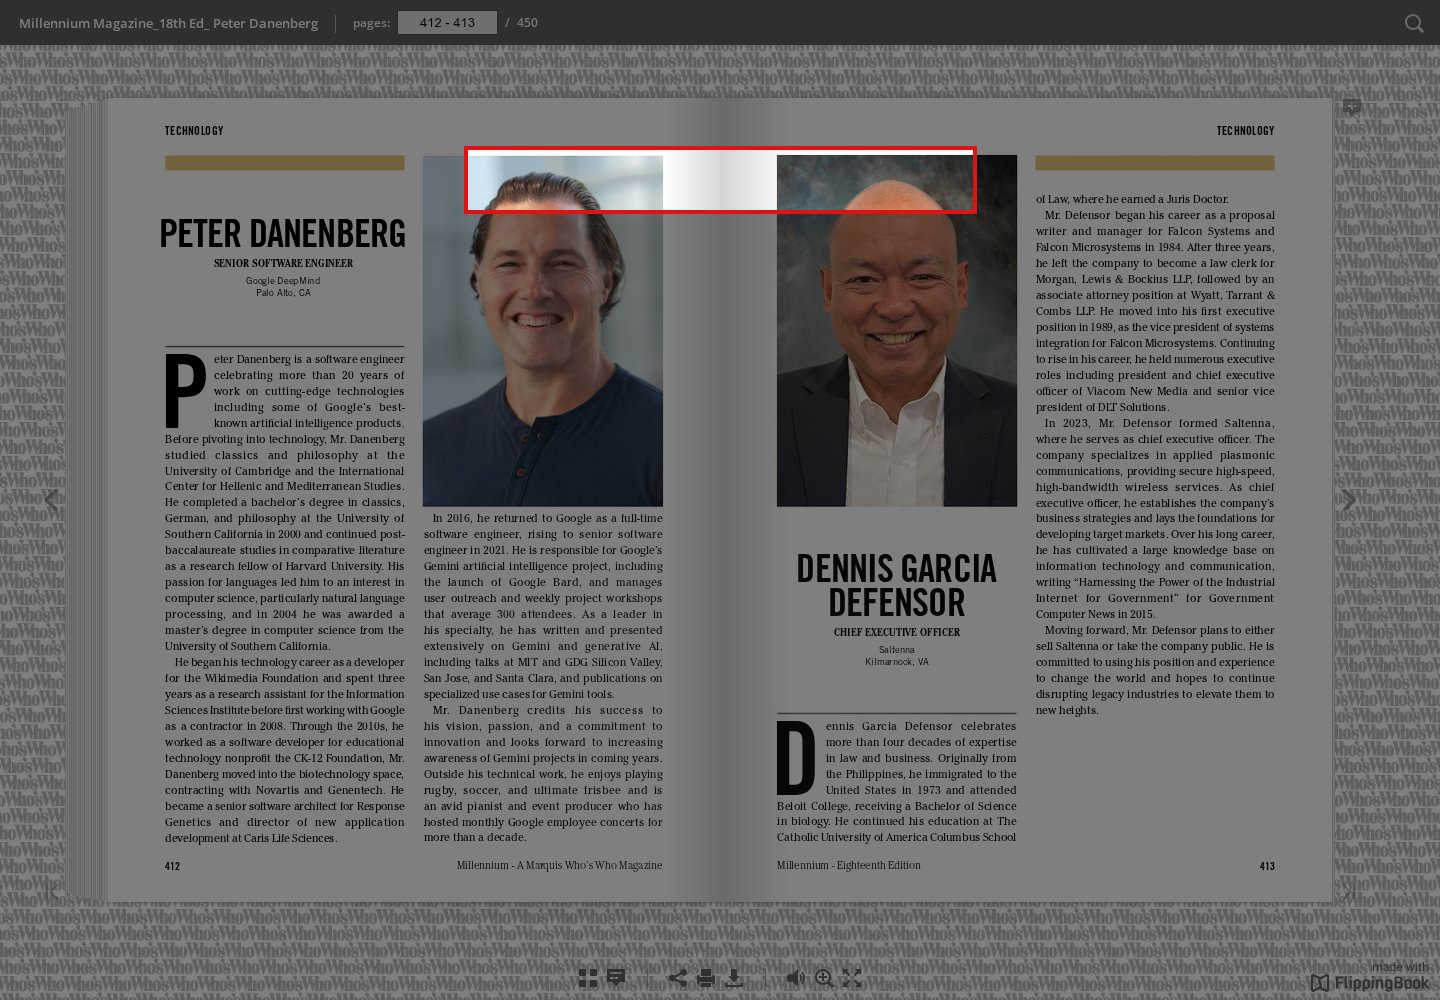 Millennium Magazine_18th Ed_ Peter Danenberg
pages: 412 - 413 / 450
TECHNOLOGY
PETER DANENBERG
SENIOR SOFTWARE ENGINEER
Google DeepMind
Palo Alto, CA
Peter Danenberg is a software engineer
celebrating more than 20 years of
work on cutting-edge technologies
including some of Google's best-
known artificial intelligence products.
Before pivoting into technology, Mr. Danenberg
studied classics and philosophy at the
University of Cambridge and the International
Center for Hellenic and Mediterranean Studies.
He completed a bachelor's degree in classics,
German, and philosophy at the University of
Southern California in 2000 and continued post-
baccalaureate studies in comparative literature
as a research fellow of Harvard University. His
passion for languages led him to an interest in
computer science, particularly natural language
processing, and in 2004 he was awarded a
master's degree in computer science from the
University of Southern California.
He began his technology career as a developer
for the Wikimedia Foundation and spent three
years as a research assistant for the Information
Sciences Institute before first working with Google
as a contractor in 2008. Through the 2010s, he
worked as a software developer for educational
technology nonprofit the CK-12 Foundation, Mr.
Danenberg moved into the biotechnology space,
contracting with Novartis and Genentech. He
became a senior software architect for Response
Genetics and director of new application
development at Caris Life Sciences.
In 2016, he returned to Google as a full-time
software engineer, rising to senior software
engineer in 2021. He is responsible for Google's
Gemini artificial intelligence project, including
the launch of Google Bard, and manages
user outreach and weekly project workshops
that average 300 attendees. As a leader in
his specialty, he has written and presented
extensively on Gemini and generative AI,
including talks at MIT and GDG Silicon Valley,
San Jose, and Santa Clara, and publications on
specialized use cases for Gemini tools.
Mr. Danenberg credits his success to
his vision, passion, and a commitment to
innovation and looks forward to increasing
awareness of Gemini projects in coming years.
Outside his technical work, he enjoys playing
rugby, soccer, and ultimate frisbee and is
an avid pianist and event producer who has
hosted monthly Google employee concerts for
more than a decade.
412
Millennium - A Marquis Who's Who Magazine
TECHNOLOGY
DENNIS GARCIA
DEFENSOR
CHIEF EXECUTIVE OFFICER
Saltenna
Kilmarnock, VA
Dennis Garcia Defensor celebrates
more than four decades of expertise
in law and business. Originally from
the Philippines, he immigrated to the
United States in 1973 and attended
Beloit College, receiving a Bachelor of Science
in biology. He continued his education at The
Catholic University of America Columbus School
of Law, where he earned a Juris Doctor.
Mr. Defensor began his career as a proposal
writer and manager for Falcon Systems and
Falcon Microsystems in 1984. After three years,
he left the company to become a law clerk for
Morgan, Lewis & Bockius LLP, followed by an
associate attorney position at Wyatt, Tarrant &
Combs LLP. He moved into his first executive
position in 1989, as the vice president of systems
integration for Falcon Microsystems. Continuing
to rise in his career, he held numerous executive
roles including president and chief executive
officer of Viacom New Media and senior vice
president of DLT Solutions.
In 2023, Mr. Defensor formed Saltenna,
where he serves as chief executive officer. The
company specializes in applied plasmonic
communications, providing secure high-speed,
high-bandwidth wireless services. As chief
executive officer, he establishes the company's
business strategies and lays the foundations for
developing target markets. Over his long career,
he has cultivated a large knowledge base on
information technology and communication,
writing “Harnessing the Power of the Industrial
Internet for Government” for Government
Computer News in 2015.
Moving forward, Mr. Defensor plans to either
sell Saltenna or take the company public. He is
committed to using his position and experience
to change the world and hopes to continue
disrupting legacy industries to elevate them to
new heights.
Millennium - Eighteenth Edition
413
made with
FlippingBook